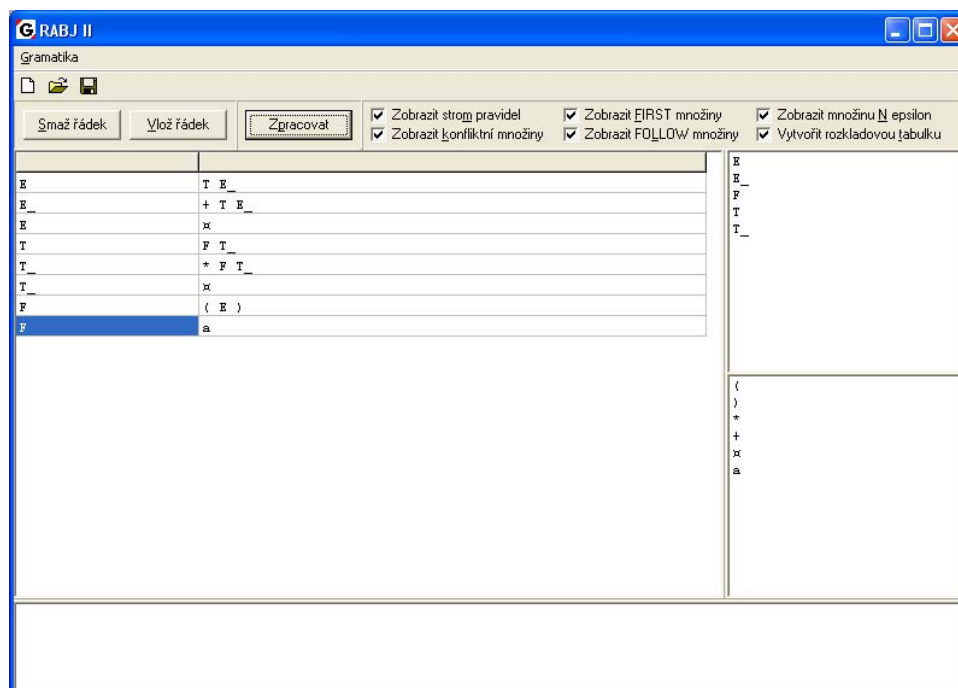 RABJ II
Gramatika
Smaž řádek Vlož řádek Zpracovat
Zobrazit strom pravidel Zobrazit FIRST množiny Zobrazit množinu N epsilon
Zobrazit konfliktní množiny Zobrazit FOLLOW množiny Vytvořit rozkladovou tabulku
E T E_
E_ + T E_
E ¤
T F T_
T_ * F T_
T_ ¤
F ( E )
F a
E
E_
F
T
T_
(
)
*
+
¤
a